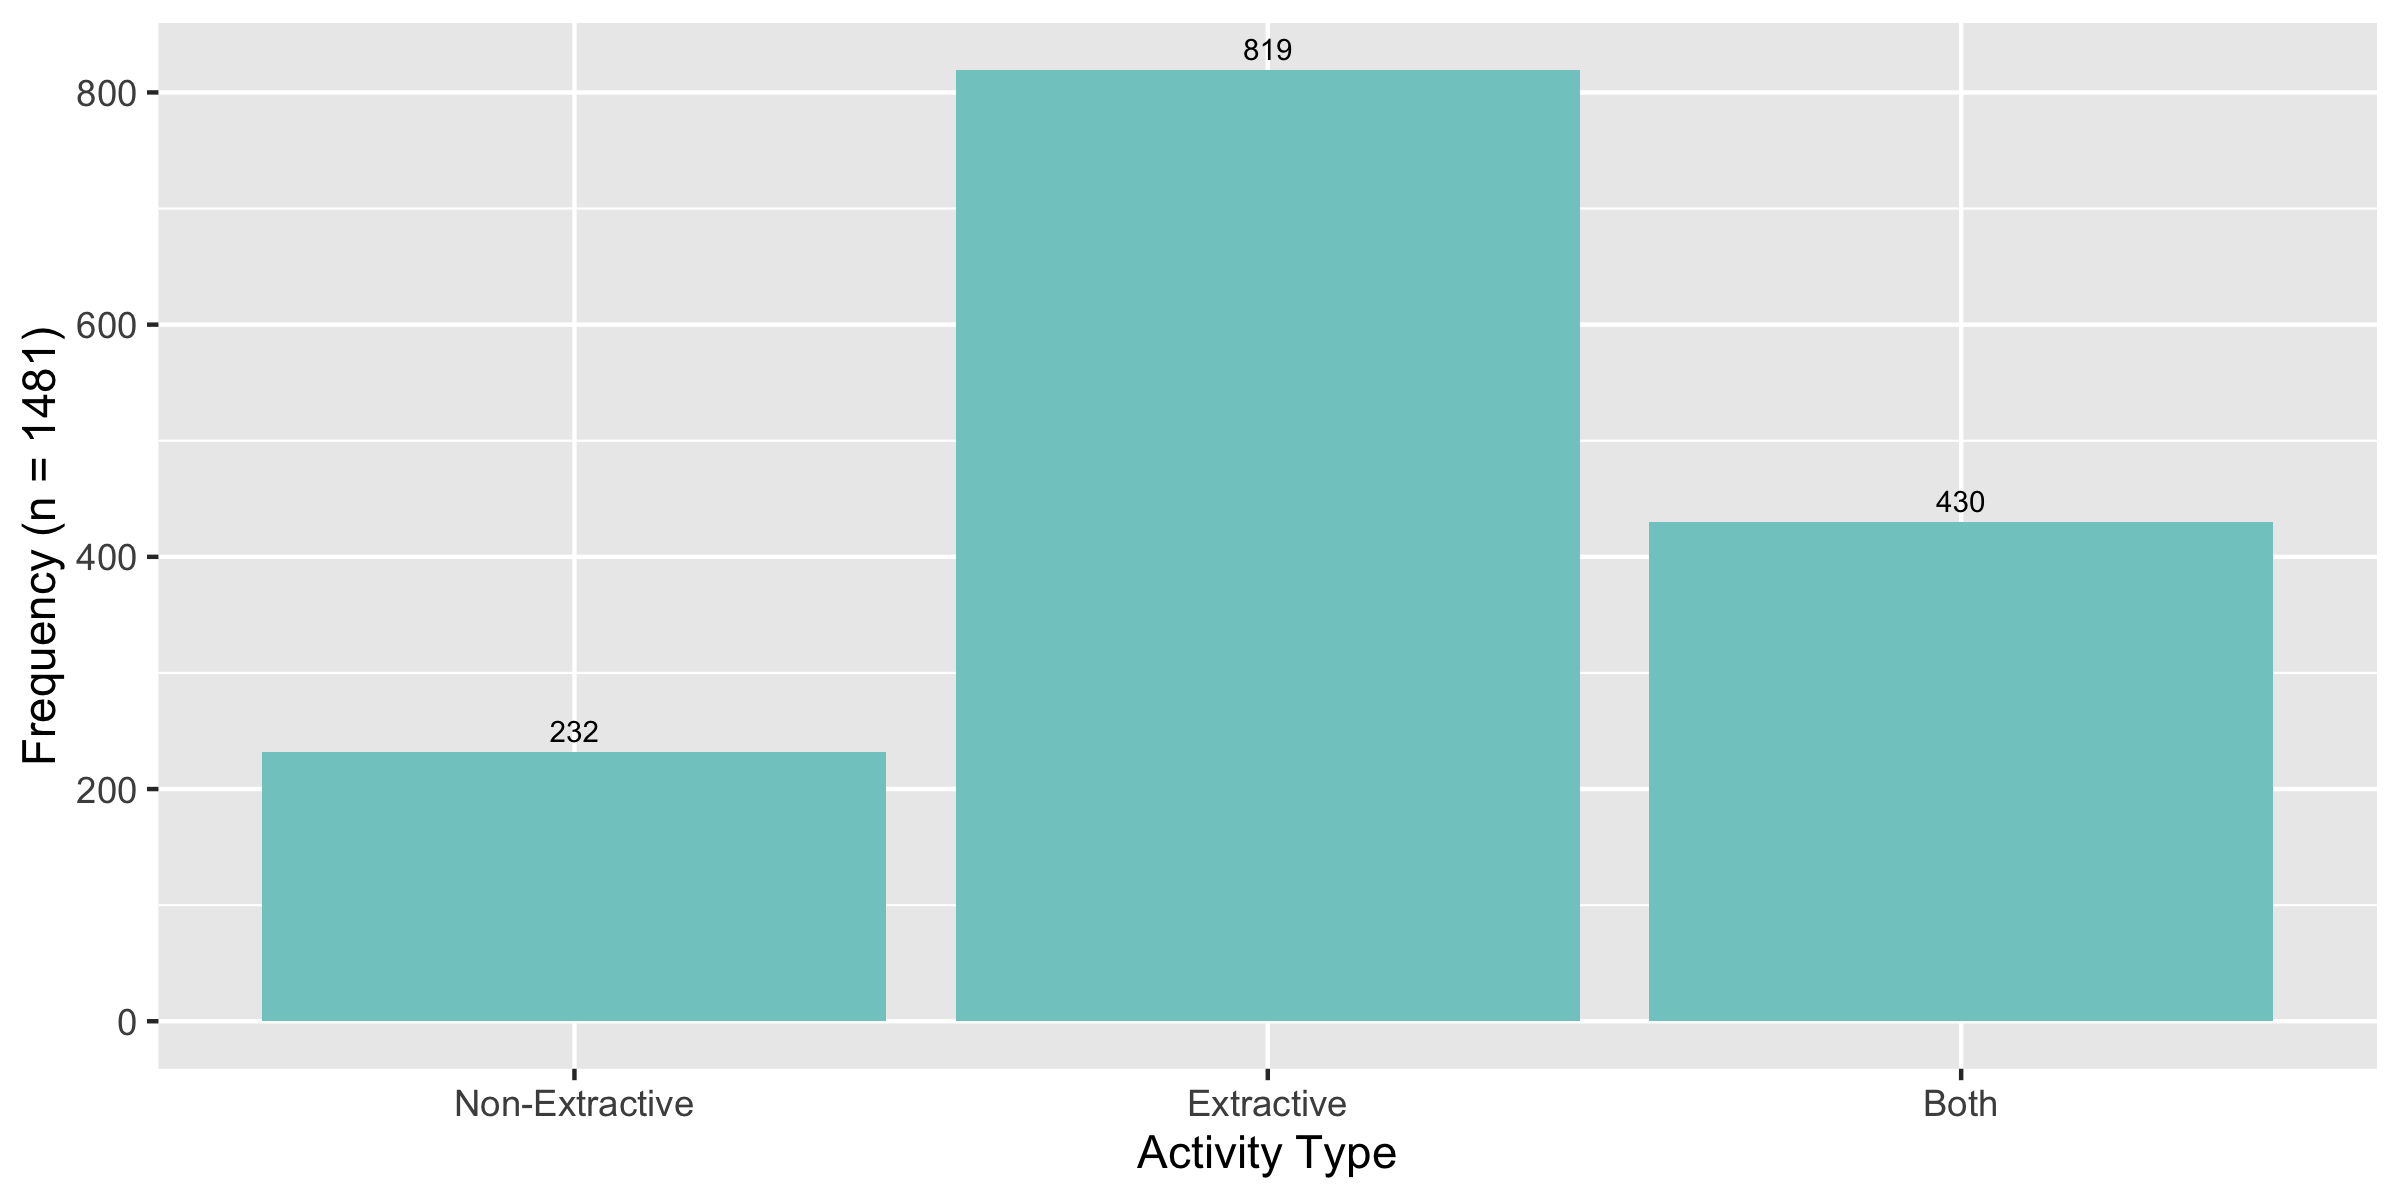 Frequency (n = 1481)
800
600
400
200
0
232
819
430
Non-Extractive
Extractive
Both
Activity Type